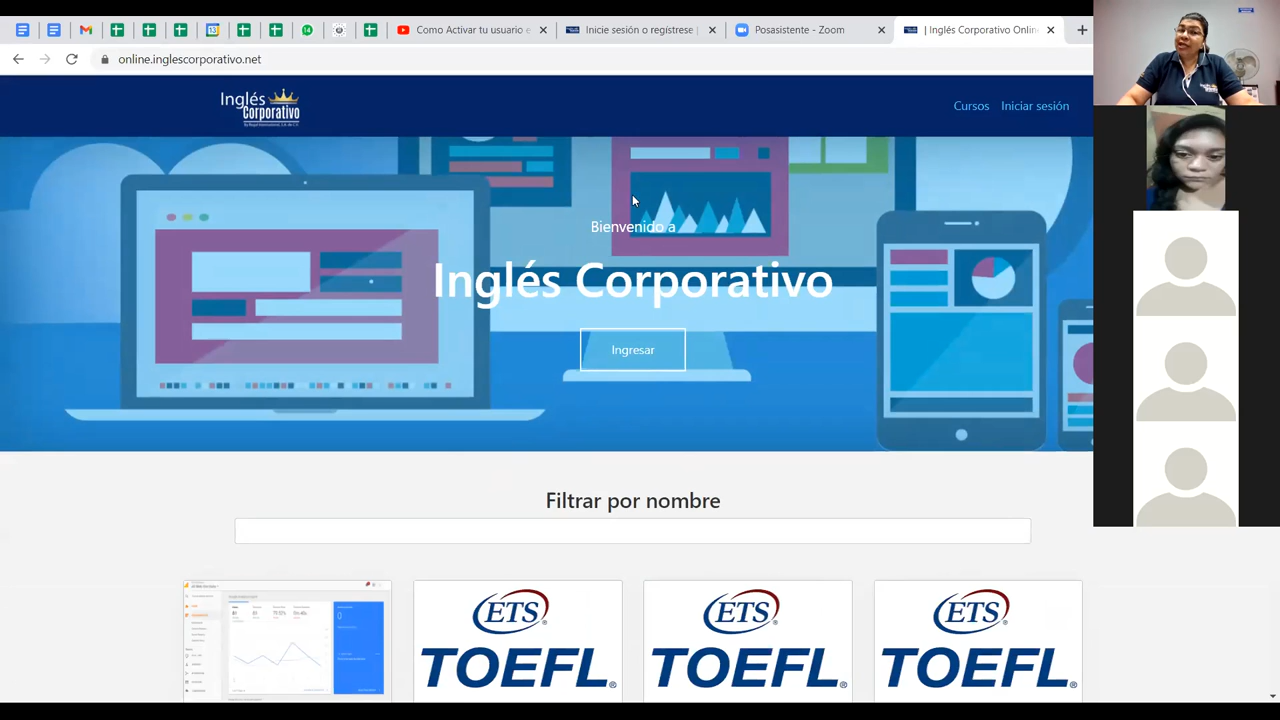 Como Activar tu usuario e
Inicie sesión o regístrese |
Posasistente - Zoom
| Inglés Corporativo Onlin
online.inglescorporativo.net
Inglés
Corporativo
Cursos
Iniciar sesión
Bienvenido a
Inglés Corporativo
Ingresar
Filtrar por nombre
ETS
TOEFL®
ETS
TOEFL®
ETS
TOEFL®